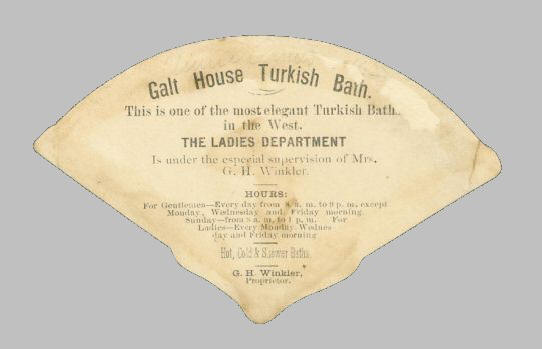 Galt House Turkish Bath.
This is one of the most elegant Turkish Bath..
in the West.
THE LADIES DEPARTMENT
Is under the especial supervision of Mrs.
G. H. Winkler.
HOURS:
For Gentlemen—Every day from 8 a. m. to 9 p. m. except
Monday, Wednesday and Friday morning.
Sunday—from 8 a. m. to 1 p. m. For
Ladies—Every Monday, Wednes
day and Friday morning
Hot, Cold & Shower Baths.
G. H. Winkler,
Proprietor.